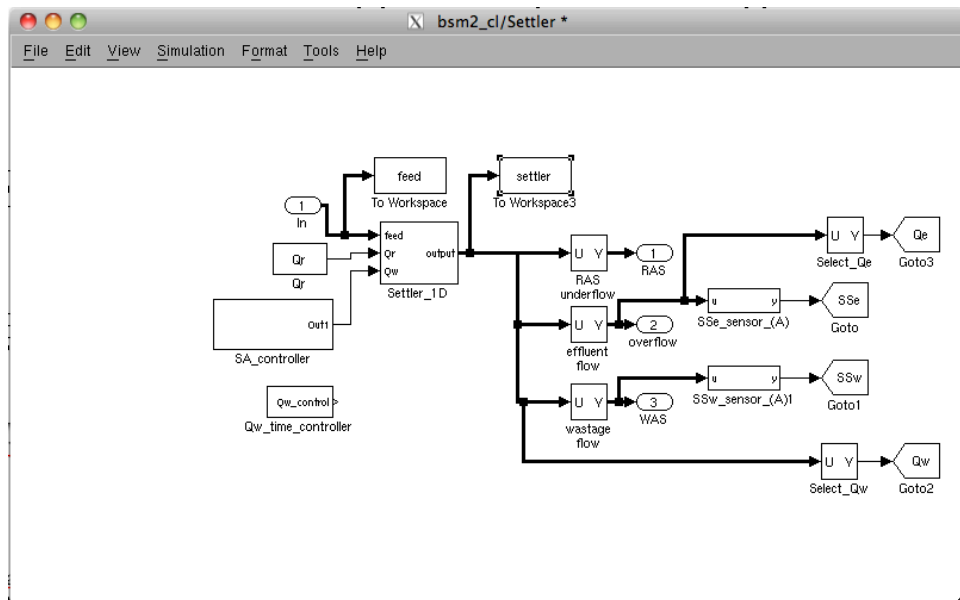 bsm2_cl/Settler *
File Edit View Simulation Format Tools Help
feed
To Workspace
settler
To Workspace3
1
In
feed
Qr
Qw
output
Settler_1D
Qr
Qr
Out1
SA_controller
Qw_control
Qw_time_controller
U Y
RAS
underflow
1
RAS
U Y
effluent
flow
2
overflow
U Y
wastage
flow
3
WAS
U Y
Select_Qe
Qe
Goto3
u y
SSe_sensor_(A)
SSe
Goto
u y
SSw_sensor_(A)1
SSw
Goto1
U Y
Select_Qw
Qw
Goto2